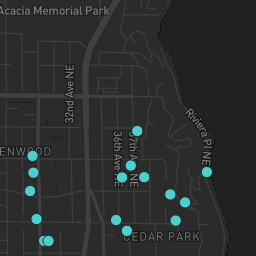 Acacia Memorial Park
32nd Ave NE
Riviera Pl NE
36th Ave NE
37th Ave NE
ENWOOD
CEDAR PARK